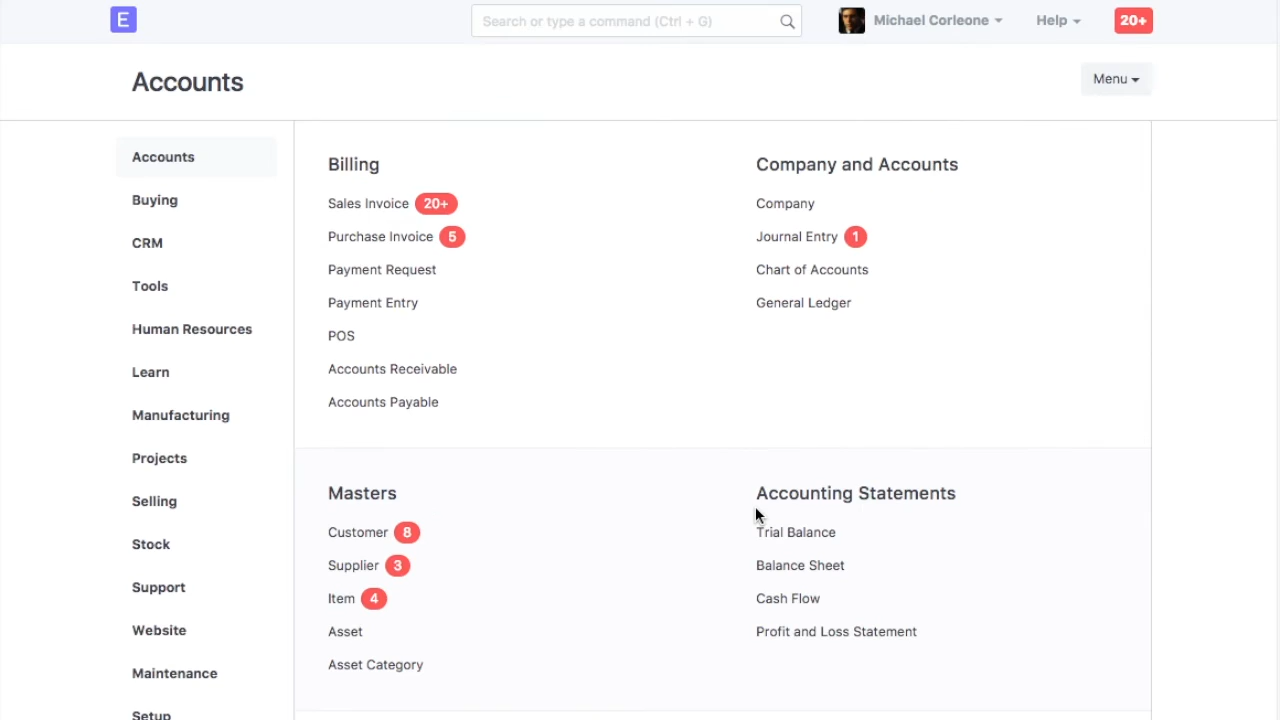 E
Search or type a command (Ctrl + G)
Michael Corleone
Help
20+
Accounts
Menu
Accounts
Buying
CRM
Tools
Human Resources
Learn
Manufacturing
Projects
Selling
Stock
Support
Website
Maintenance
Setup
Billing
Sales Invoice 20+
Purchase Invoice 5
Payment Request
Payment Entry
POS
Accounts Receivable
Accounts Payable
Company and Accounts
Company
Journal Entry 1
Chart of Accounts
General Ledger
Masters
Customer 8
Supplier 3
Item 4
Asset
Asset Category
Accounting Statements
Trial Balance
Balance Sheet
Cash Flow
Profit and Loss Statement